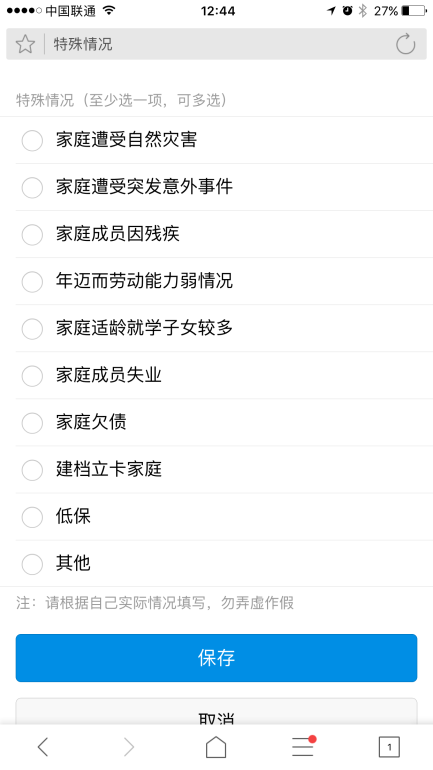 中国联通 12:44 27%
特殊情况
特殊情况（至少选一项，可多选）
家庭遭受自然灾害
家庭遭受突发意外事件
家庭成员因残疾
年迈而劳动能力弱情况
家庭适龄就学子女较多
家庭成员失业
家庭欠债
建档立卡家庭
低保
其他
注：请根据自己实际情况填写，勿弄虚作假
保存
取消
1